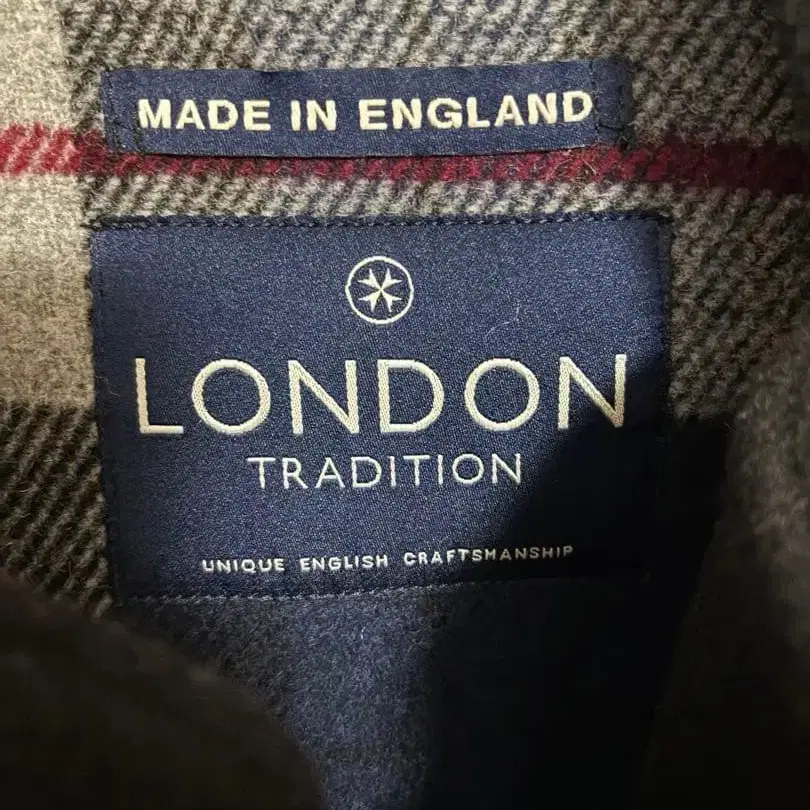 MADE IN ENGLAND
LONDON
TRADITION
UNIQUE ENGLISH CRAFTSMANSHIP